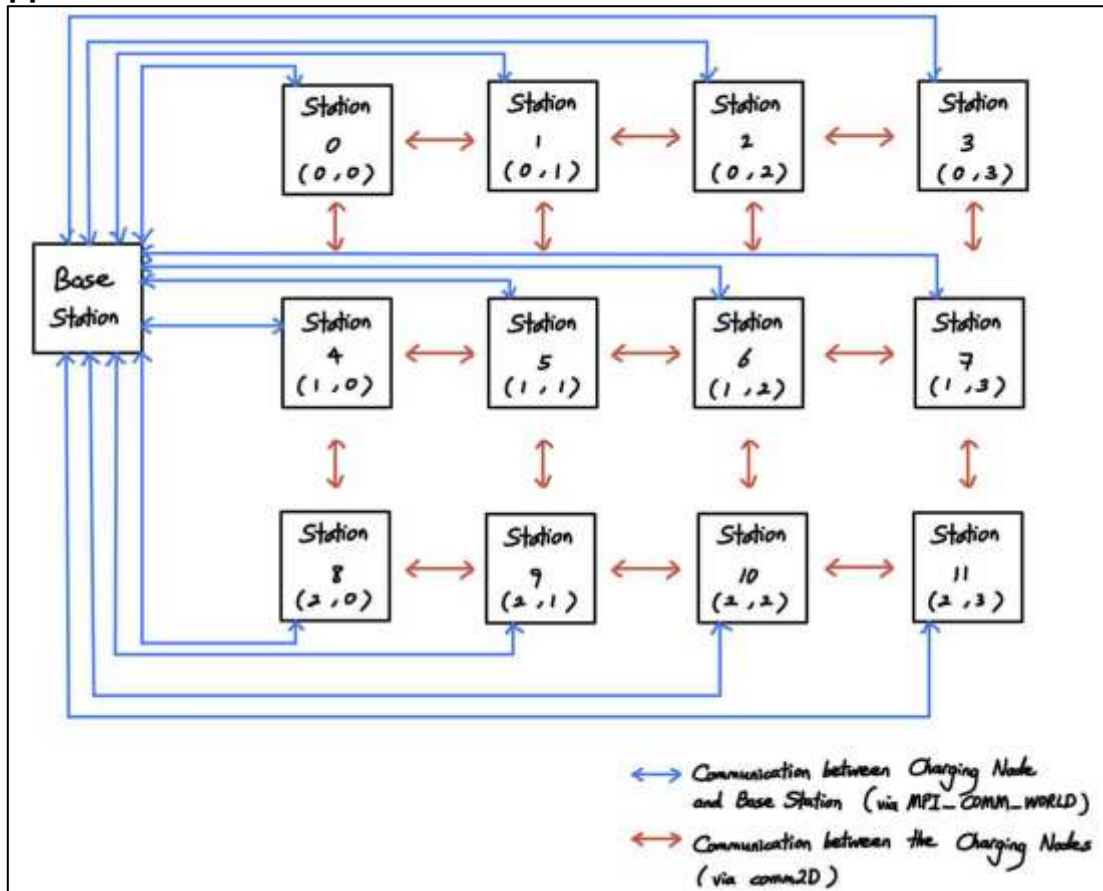 Station
0
(0,0)
Station
1
(0,1)
Station
2
(0,2)
Station
3
(0,3)
Base
Station
Station
4
(1,0)
Station
5
(1,1)
Station
6
(1,2)
Station
7
(1,3)
Station
8
(2,0)
Station
9
(2,1)
Station
10
(2,2)
Station
11
(2,3)
Communication between Charging Node
and Base Station (via MPI_COMM_WORLD)
Communication between the Charging Nodes
(via comm2D)